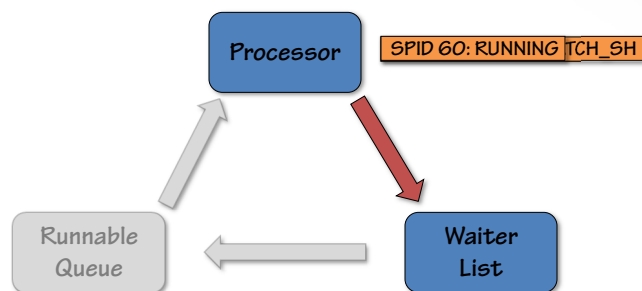 Processor
SPID 60: RUNNING TCH_SH
Runnable
Queue
Waiter
List